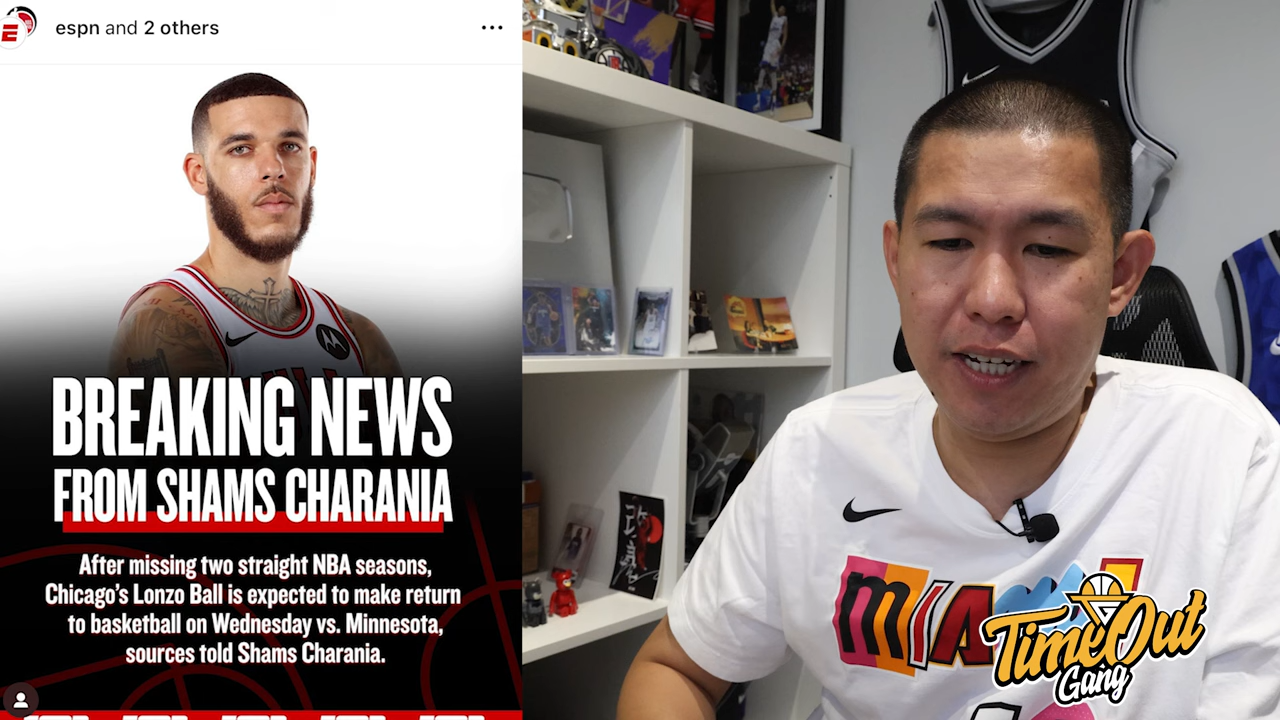 espn and 2 others
BREAKING NEWS
FROM SHAMS CHARANIA
After missing two straight NBA seasons,
Chicago's Lonzo Ball is expected to make return
to basketball on Wednesday vs. Minnesota,
sources told Shams Charania.
MIA
TimeOut
Gang